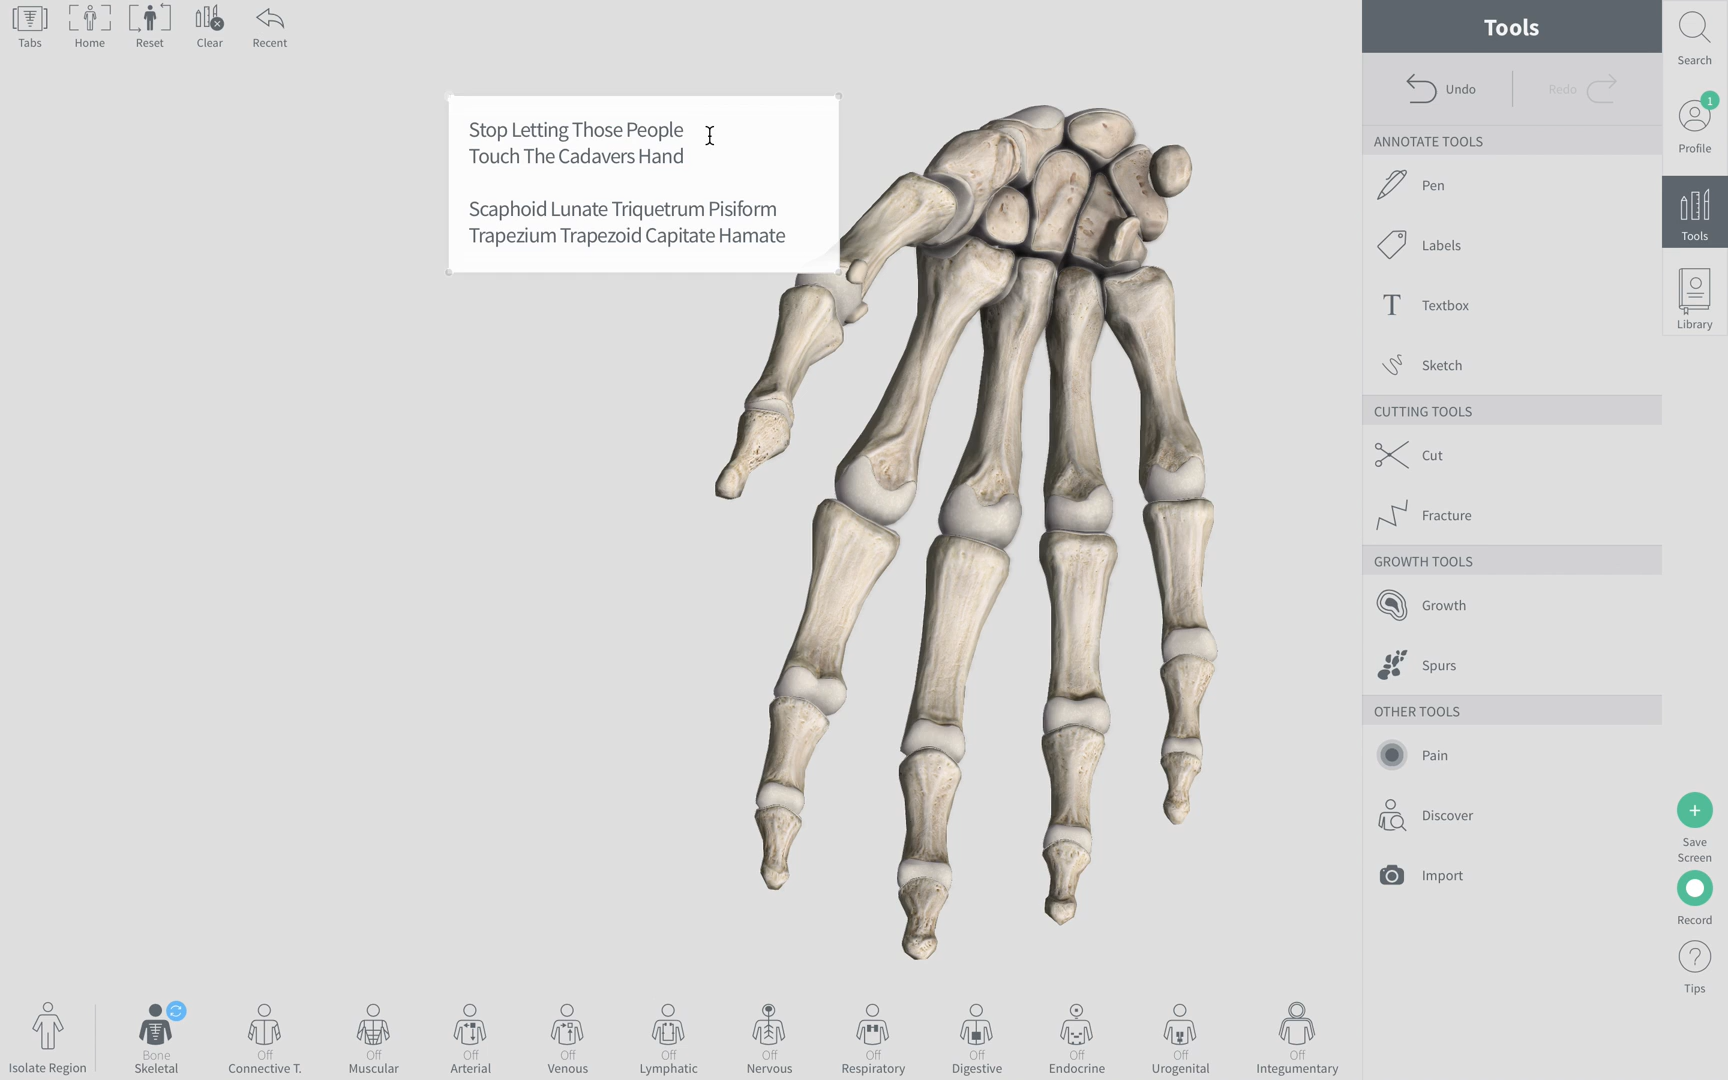 Tabs
Home
Reset
Clear
Recent
Stop Letting Those People
Touch The Cadavers Hand
Scaphoid Lunate Triquetrum Pisiform
Trapezium Trapezoid Capitate Hamate
Tools
Undo
Redo
ANNOTATE TOOLS
Pen
Labels
Textbox
Sketch
CUTTING TOOLS
Cut
Fracture
GROWTH TOOLS
Growth
Spurs
OTHER TOOLS
Pain
Discover
Import
Search
1
Profile
Tools
Library
Save
Screen
Record
Tips
Isolate Region
Bone
Skeletal
Off
Connective T.
Off
Muscular
Off
Arterial
Off
Venous
Off
Lymphatic
Off
Nervous
Off
Respiratory
Off
Digestive
Off
Endocrine
Off
Urogenital
Off
Integumentary